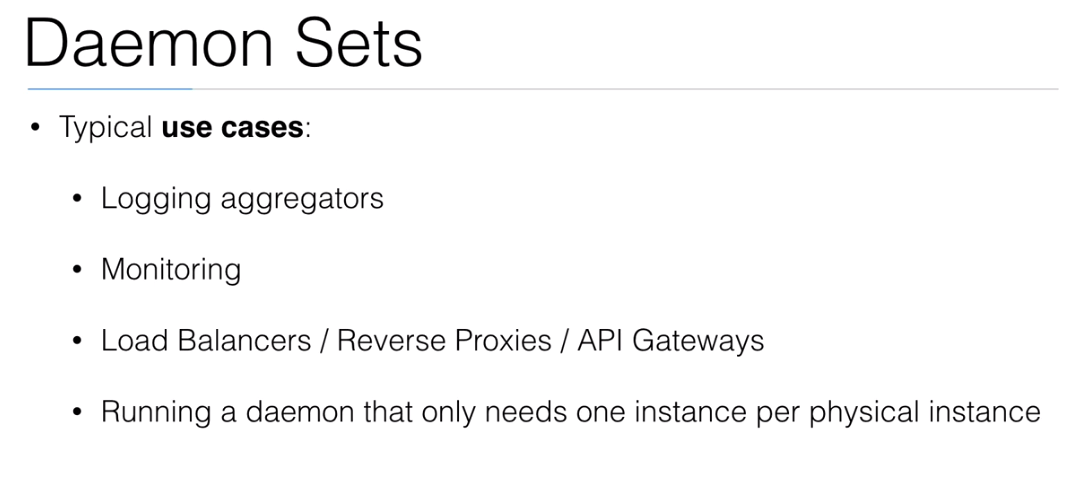 Daemon Sets
• Typical use cases:
• Logging aggregators
• Monitoring
• Load Balancers / Reverse Proxies / API Gateways
• Running a daemon that only needs one instance per physical instance